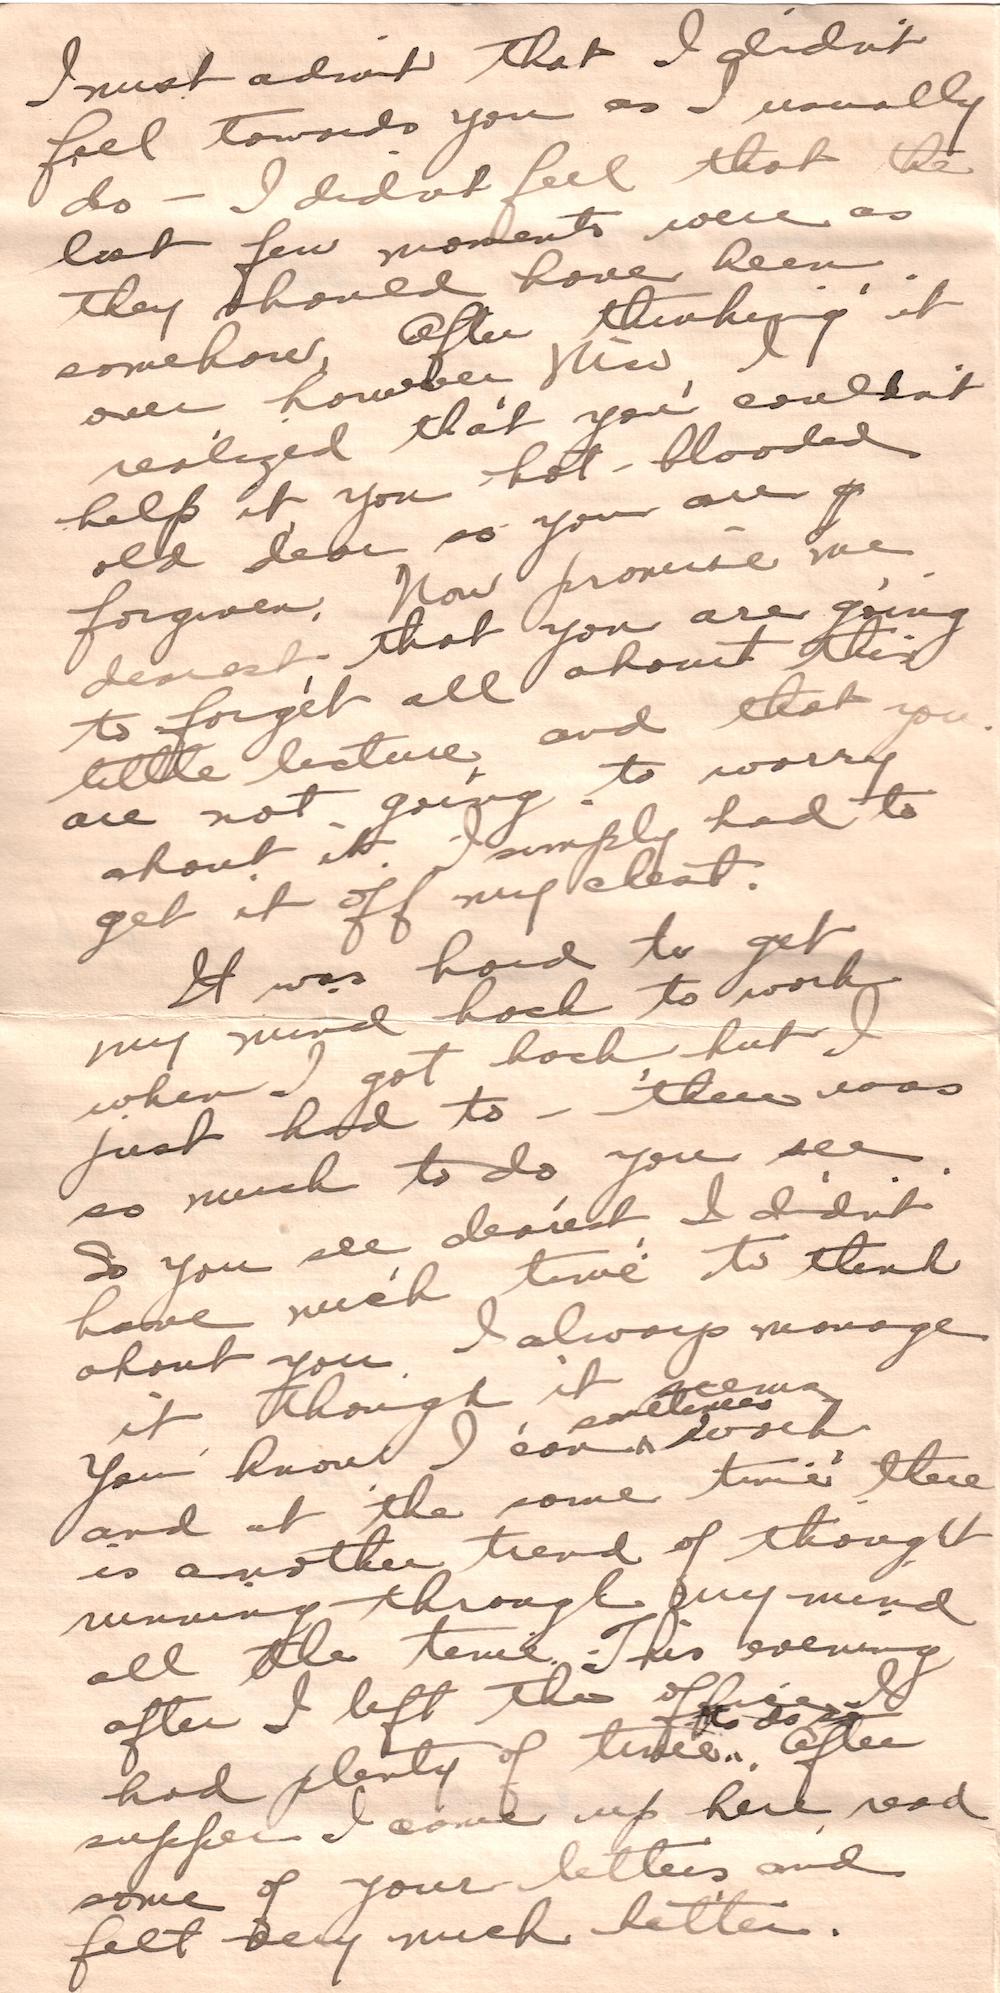 I must admit that I didn't
feel towards you as I usually
do – I didn't feel that the
last few moments were as
they should have been
somehow. After thinking it
over however I
realized that you couldn't
help it you hot-blooded
old dear so you are
forgiven. Now promise me
dearest, that you are going
to forget all about this
little lecture and that you
are not going to worry
about it. I simply had to
get it off my chest.
It was hard to get
my mind back to work
when I got back but I
just had to – there was
so much to do you see.
So you see dearest I didn't
have much time to think
about you. I always manage
it though it seems
You know I can sometimes work
and at the same time there
is another trend of thought
running through my mind
all the time. This evening
after I left the office I
had plenty of time to do so. After
supper I came up here, read
some of your letters and
felt very much better.